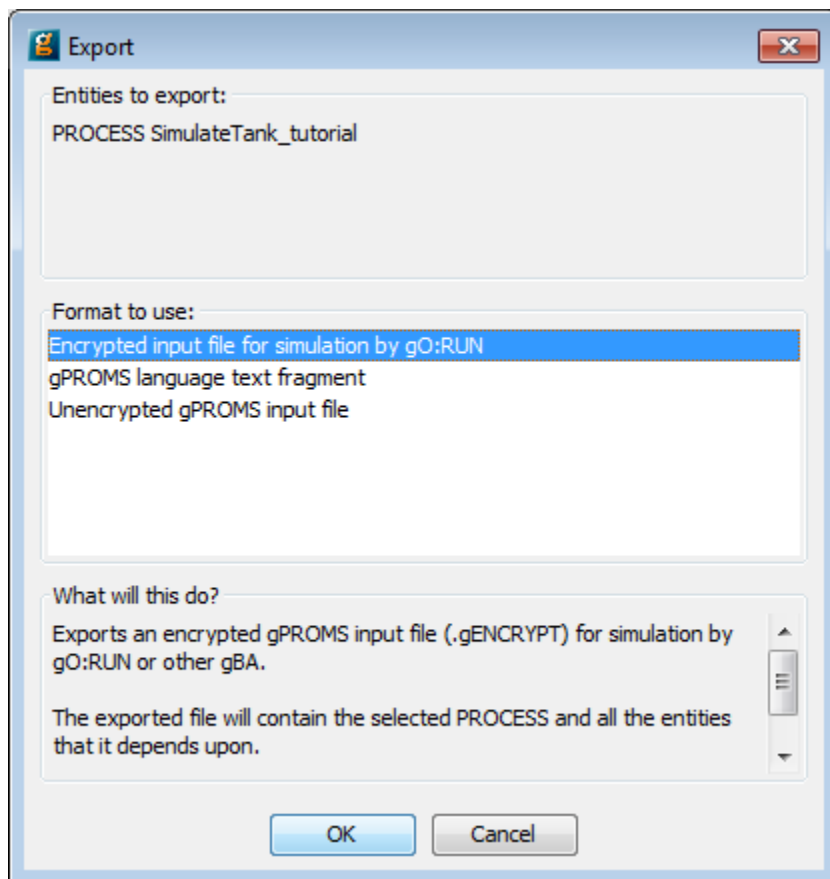 Export
Entities to export:
PROCESS SimulateTank_tutorial
Format to use:
Encrypted input file for simulation by gO:RUN
gPROMS language text fragment
Unencrypted gPROMS input file
What will this do?
Exports an encrypted gPROMS input file (.gENCRYPT) for simulation by
gO:RUN or other gBA.
The exported file will contain the selected PROCESS and all the entities
that it depends upon.
OK
Cancel